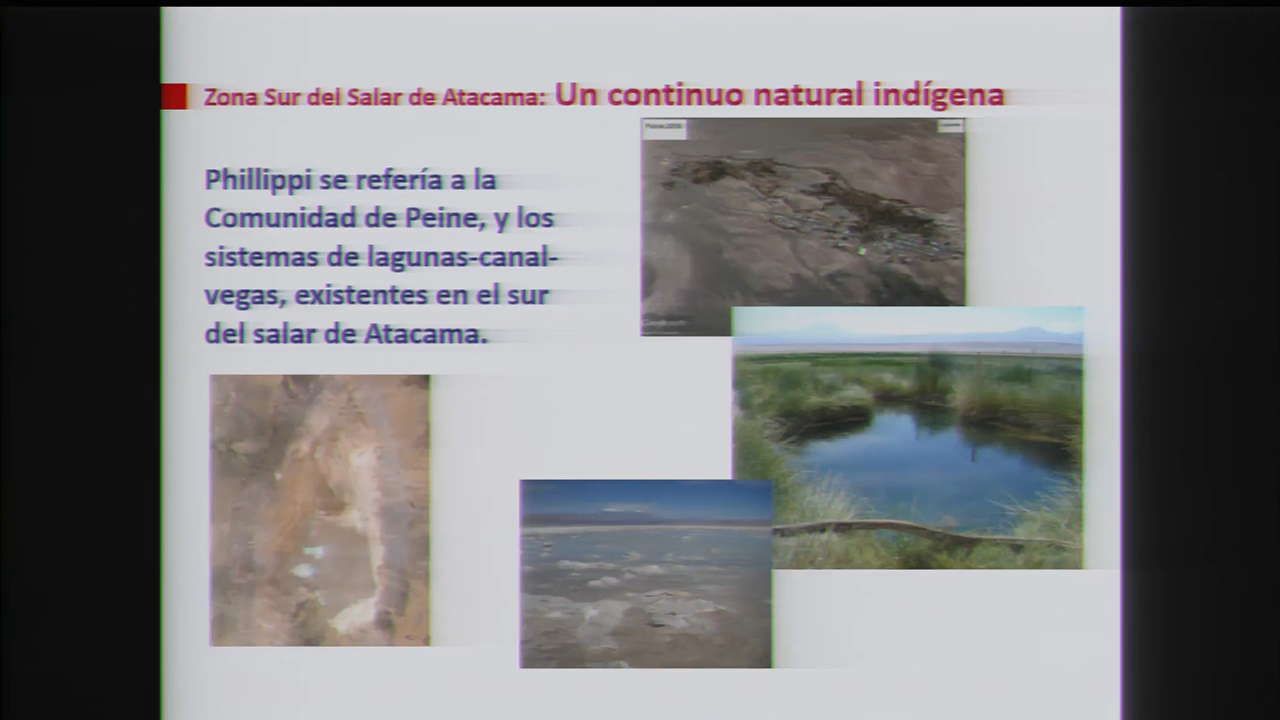 Zona Sur del Salar de Atacama: Un continuo natural indígena
Phillippi se refería a la
Comunidad de Peine, y los
sistemas de lagunas-canal-
vegas, existentes en el sur
del salar de Atacama.